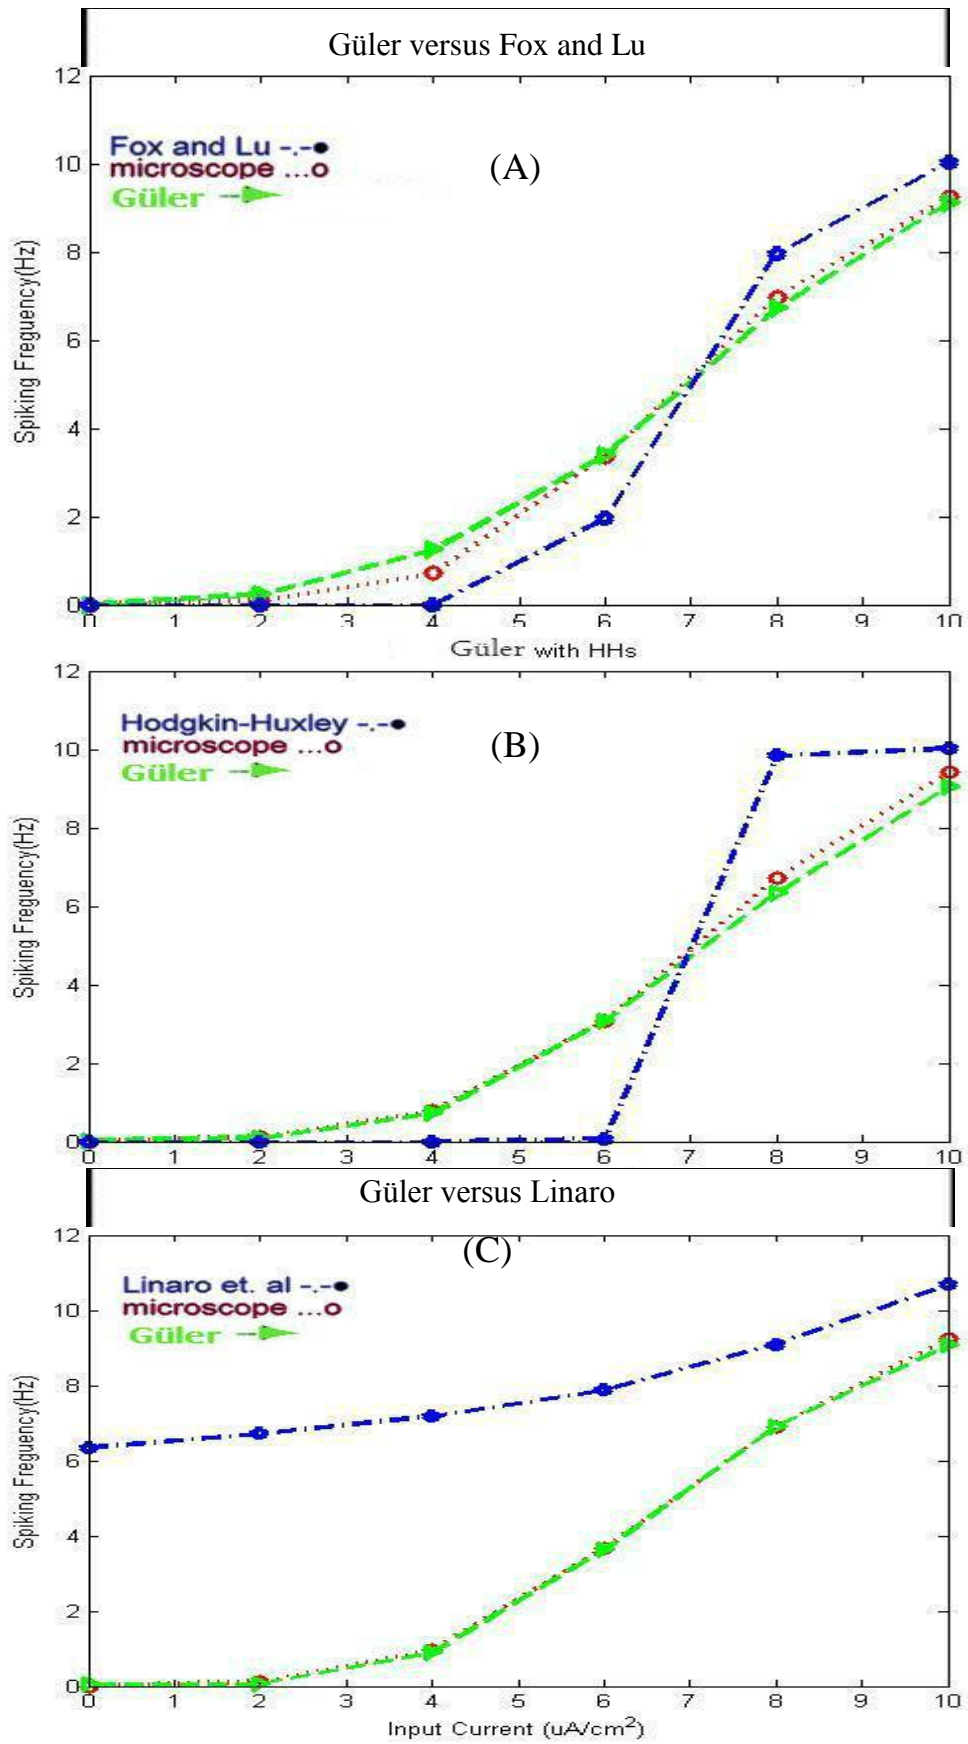 Güler versus Fox and Lu
12
10
8
6
4
2
0
Spiking Freguency(Hz)
Fox and Lu -.-●
microscope ...o
Güler
(A)
0 1 2 3 4 5 6 7 8 9 10
Güler with HHs
12
10
8
6
4
2
0
Spiking Freguency(Hz)
Hodgkin-Huxley -.-●
microscope ...o
Güler
(B)
0 1 2 3 4 5 6 7 8 9 10
Güler versus Linaro
12
10
8
6
4
2
0
Spiking Freguency(Hz)
(C)
Linaro et. al -.-●
microscope ...o
Güler
0 1 2 3 4 5 6 7 8 9 10
Input Current (uA/cm²)